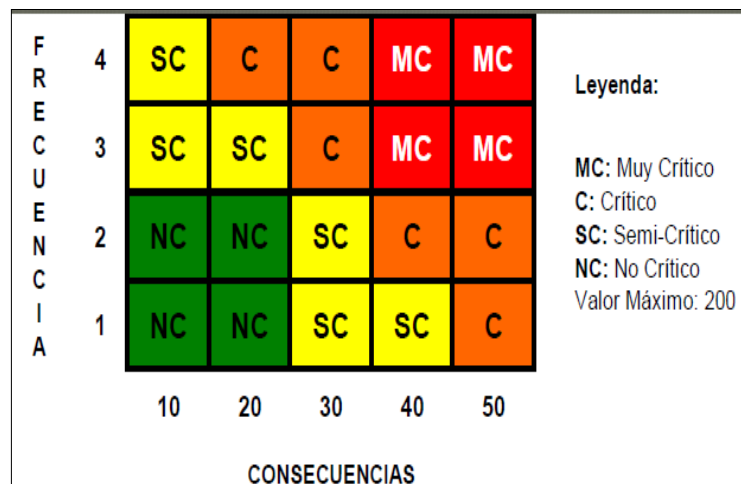 FRECUENCIA
4 SC C C MC MC
3 SC SC C MC MC
2 NC NC SC C C
1 NC NC SC SC C
10 20 30 40 50
CONSECUENCIAS
Leyenda:
MC: Muy Crítico
C: Crítico
SC: Semi-Crítico
NC: No Crítico
Valor Máximo: 200